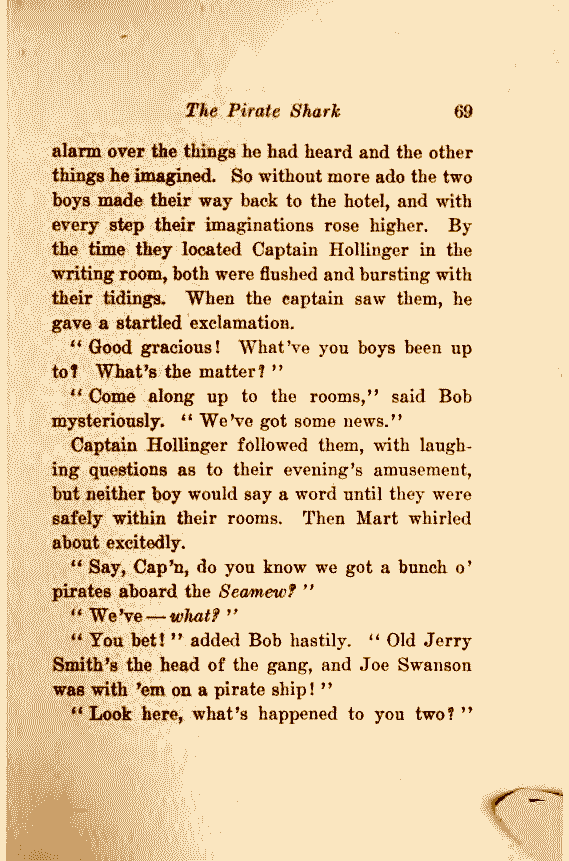 The Pirate Shark 69
alarm over the things he had heard and the other
things he imagined. So without more ado the two
boys made their way back to the hotel, and with
every step their imaginations rose higher. By
the time they located Captain Hollinger in the
writing room, both were flushed and bursting with
their tidings. When the captain saw them, he
gave a startled exclamation.
" Good gracious! What've you boys been up
to? What's the matter? "
" Come along up to the rooms," said Bob
mysteriously. " We've got some news."
Captain Hollinger followed them, with laugh-
ing questions as to their evening's amusement,
but neither boy would say a word until they were
safely within their rooms. Then Mart whirled
about excitedly.
" Say, Cap'n, do you know we got a bunch o'
pirates aboard the Seamew? "
" We've — what? "
" You bet! " added Bob hastily. " Old Jerry
Smith's the head of the gang, and Joe Swanson
was with 'em on a pirate ship! "
" Look here, what's happened to you two? "